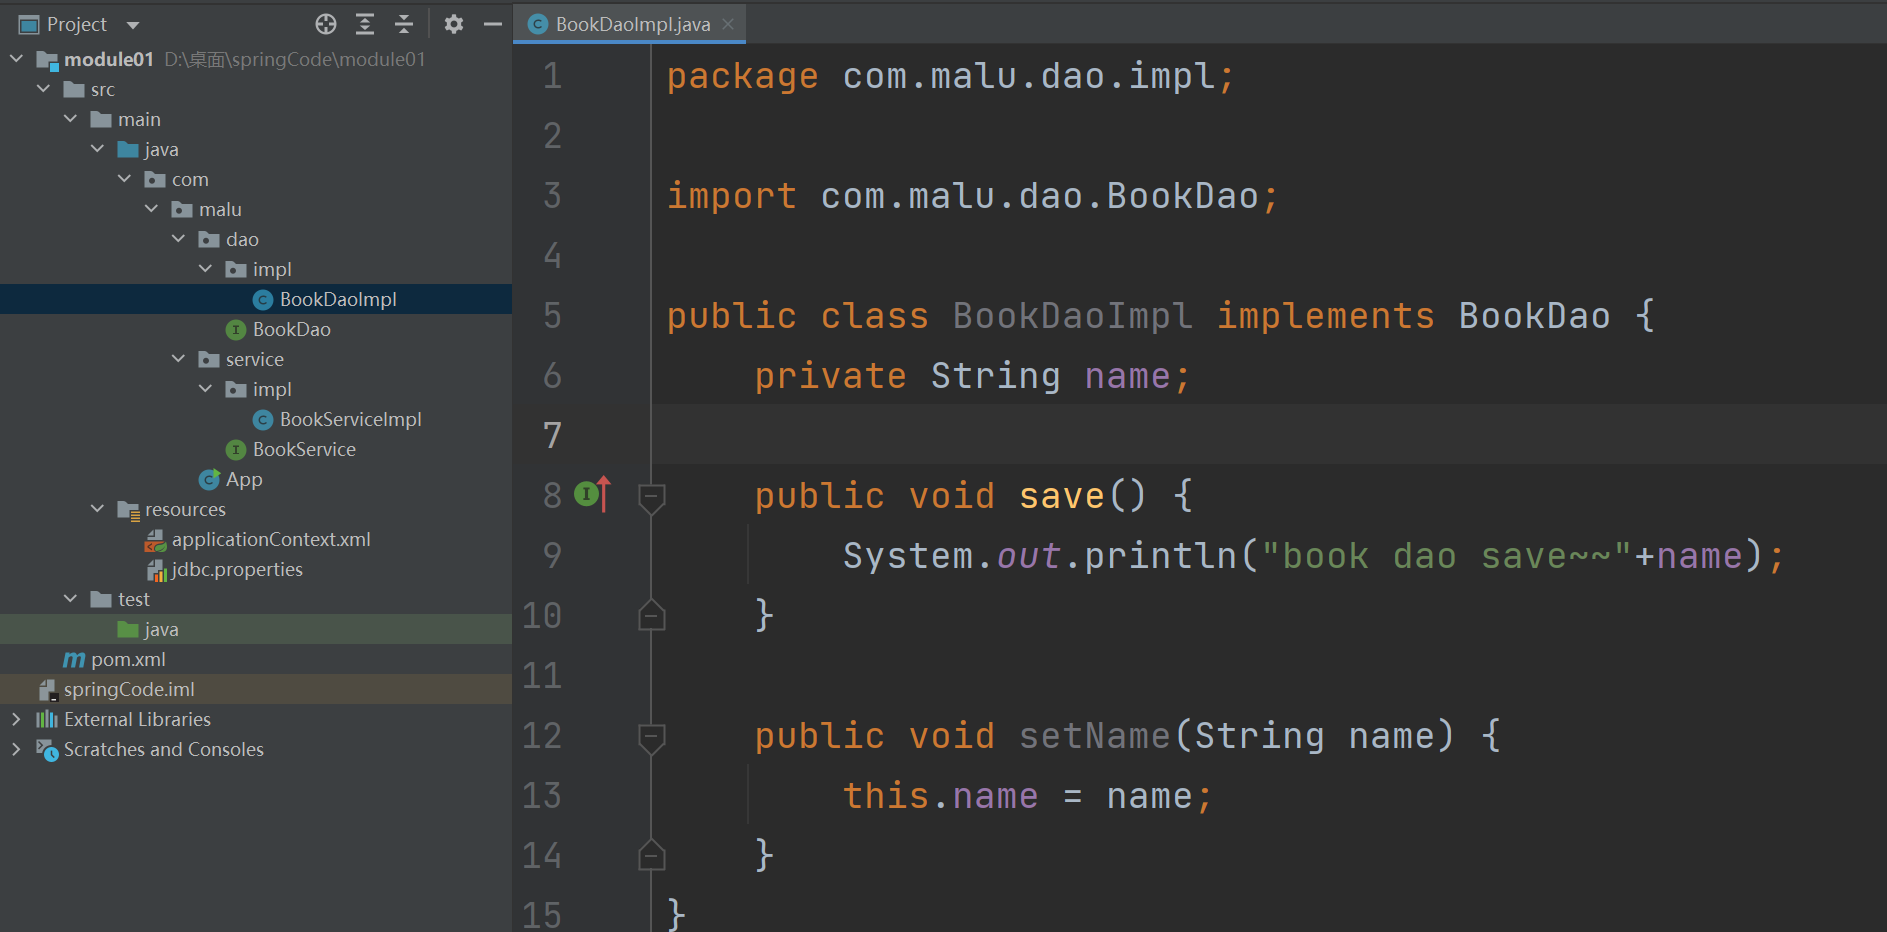 Project
module01 D:\桌面\springCode\module01
src
main
java
com
malu
dao
impl
BookDaoImpl
BookDao
service
impl
BookServiceImpl
BookService
App
resources
applicationContext.xml
jdbc.properties
test
java
pom.xml
springCode.iml
External Libraries
Scratches and Consoles
BookDaoImpl.java
1 package com.malu.dao.impl;
2
3 import com.malu.dao.BookDao;
4
5 public class BookDaoImpl implements BookDao {
6     private String name;
7
8     public void save() {
9         System.out.println("book dao save~~"+name);
10     }
11
12     public void setName(String name) {
13         this.name = name;
14     }
15 }